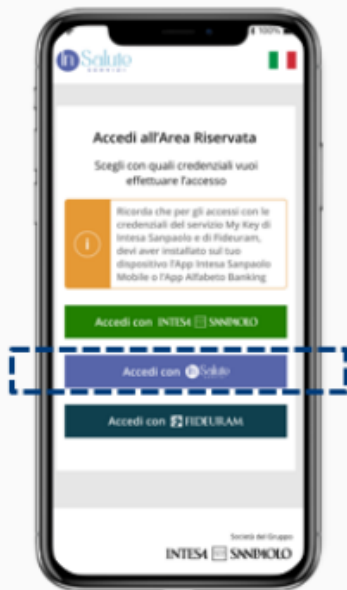 100%
InSalute
SERVIZI
Accedi all'Area Riservata
Scegli con quali credenziali vuoi
effettuare l'accesso
Ricorda che per gli accessi con le
credenziali del servizio My Key di
Intesa Sanpaolo e di Fideuram,
devi aver installato sul tuo
dispositivo l'App Intesa Sanpaolo
Mobile o l'App Alfabeto Banking
Accedi con INTESA SANPAOLO
Accedi con InSalute
Accedi con FIDEURAM
Società del Gruppo
INTESA SANPAOLO